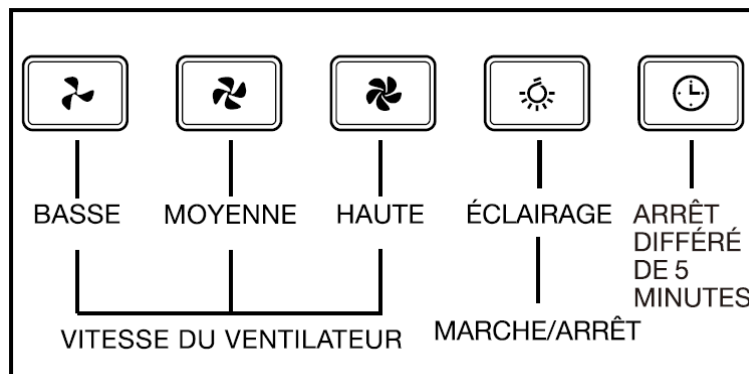 BASSE MOYENNE HAUTE ÉCLAIRAGE ARRÊT
DIFFÉRÉ
DE 5
MINUTES
VITESSE DU VENTILATEUR MARCHE/ARRÊT